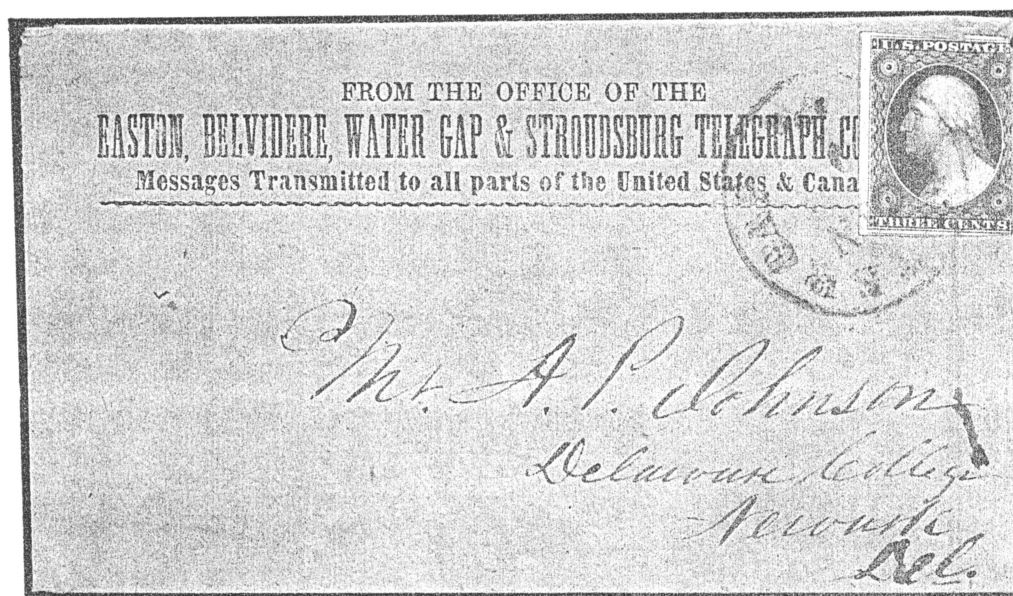 FROM THE OFFICE OF THE
EASTON, BELVIDERE, WATER GAP & STROUDSBURG TELEGRAPH CO
Messages Transmitted to all parts of the United States & Cana
U.S. POSTAGE
THREE CENTS
Mr. A. P. Johnson
Delaware College
Newark
Del.